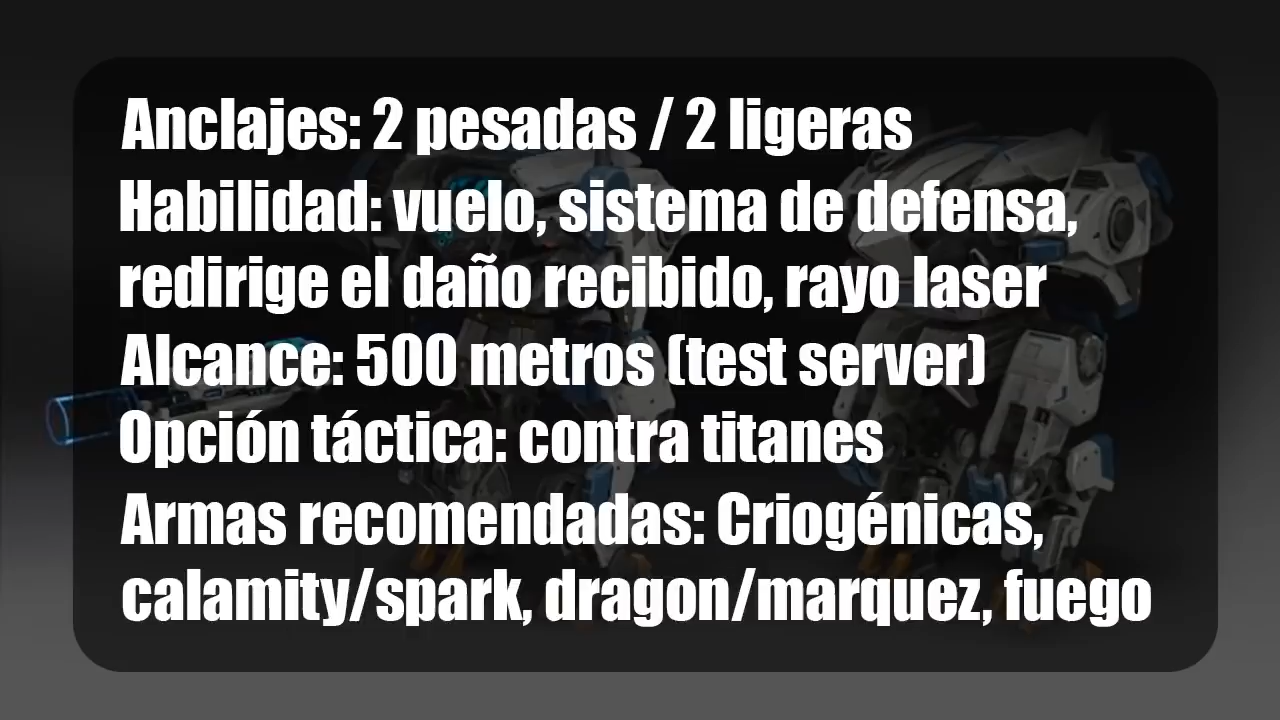 Anclajes: 2 pesadas / 2 ligeras
Habilidad: vuelo, sistema de defensa,
redirige el daño recibido, rayo laser
Alcance: 500 metros (test server)
Opción táctica: contra titanes
Armas recomendadas: Criogénicas,
calamity/spark, dragon/marquez, fuego